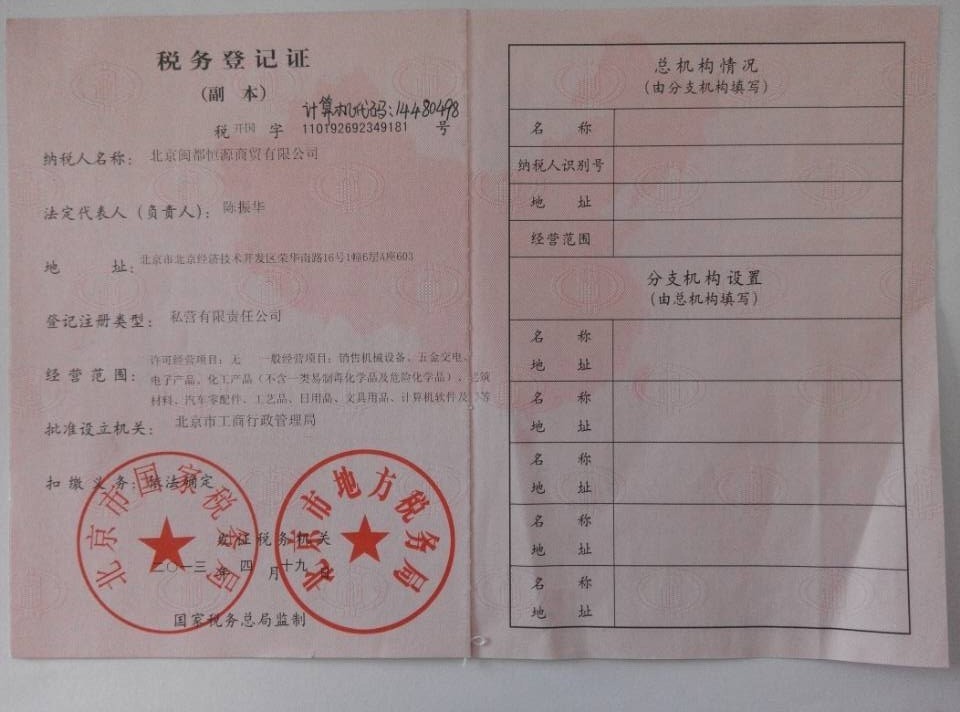 税务登记证
（副 本）
计算机代码：14480498
税 开国 字 110192692349181 号
纳税人名称： 北京闽都恒源商贸有限公司
法定代表人（负责人）： 陈振华
地 址： 北京市北京经济技术开发区荣华南路16号1幢6层A座603
登记注册类型： 私营有限责任公司
经营范围： 许可经营项目：无 一般经营项目：销售机械设备、五金交电、
电子产品、化工产品（不含一类易制毒化学品及危险化学品）、建筑
材料、汽车零配件、工艺品、日用品、文具用品、计算机软件及 等
批准设立机关： 北京市工商行政管理局
扣缴义务： 依法确定
北京市国家税务局
北京市地方税务局
发证税务机关
二〇一三 年 四 月 十九 日
国家税务总局监制
总机构情况
（由分支机构填写）
名 称
纳税人识别号
地 址
经营范围
分支机构设置
（由总机构填写）
名 称
地 址
名 称
地 址
名 称
地 址
名 称
地 址
名 称
地 址